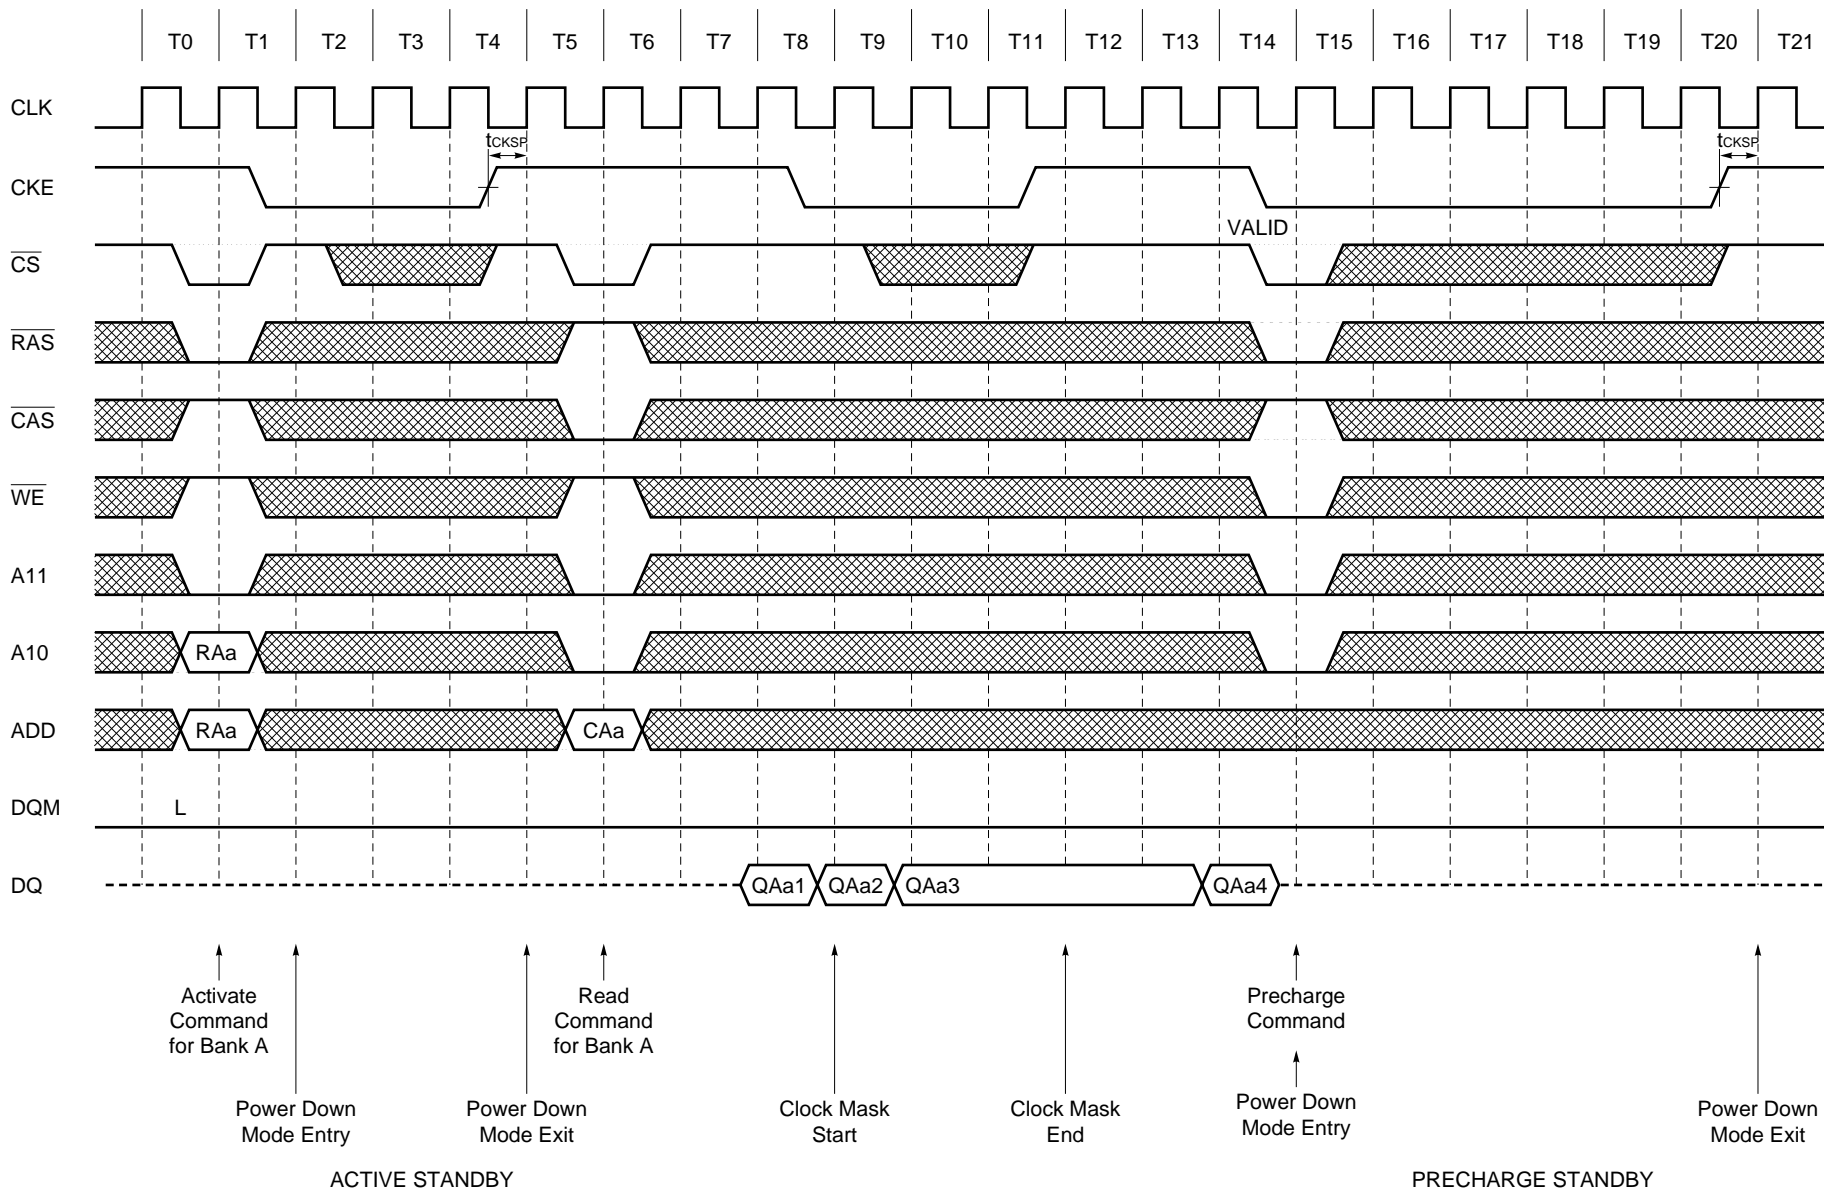 T0 T1 T2 T3 T4 T5 T6 T7 T8 T9 T10 T11 T12 T13 T14 T15 T16 T17 T18 T19 T20 T21
CLK
tCKSP tCKSP
CKE
VALID
CS
RAS
CAS
WE
A11
A10 RAa
ADD RAa CAa
DQM L
DQ QAa1 QAa2 QAa3 QAa4
Activate
Command
for Bank A
Read
Command
for Bank A
Precharge
Command
Power Down
Mode Entry
Power Down
Mode Exit
Clock Mask
Start
Clock Mask
End
Power Down
Mode Entry
Power Down
Mode Exit
ACTIVE STANDBY
PRECHARGE STANDBY